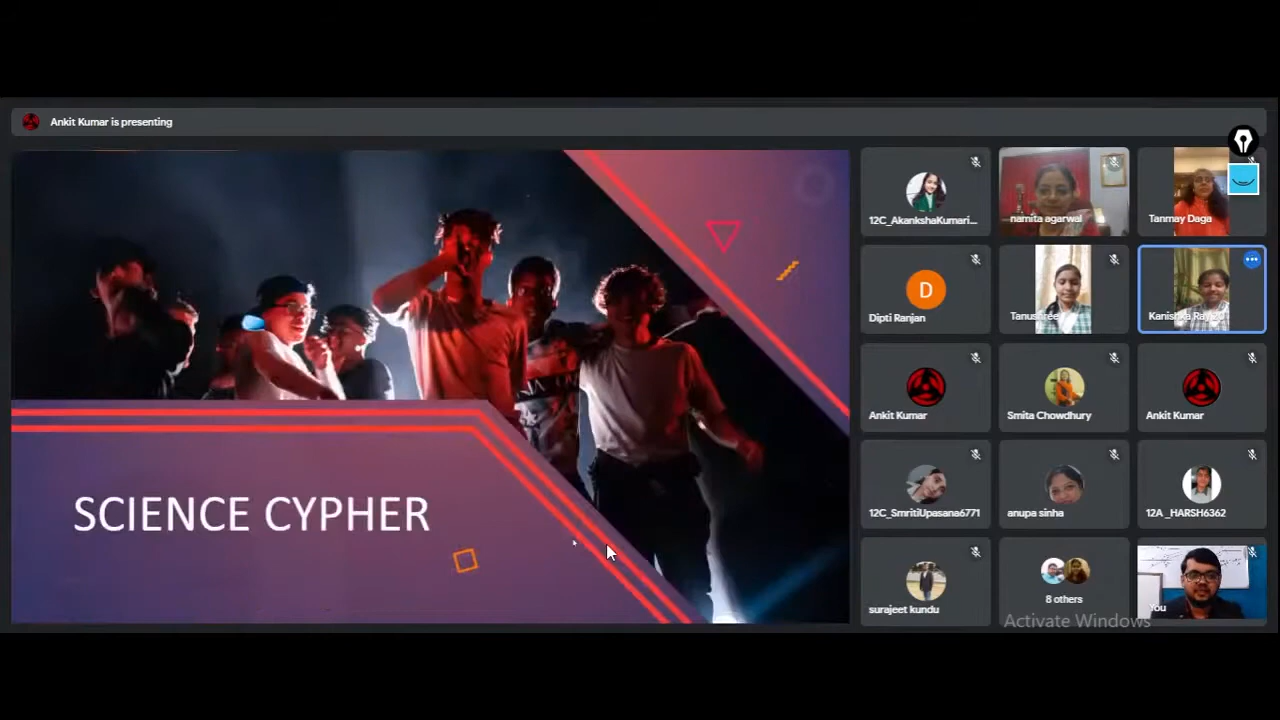 Ankit Kumar is presenting
SCIENCE CYPHER
12C_AkankshaKumari...
namita agarwal
Tanmay Daga
D
Dipti Ranjan
Tanushree
Ankit Kumar
Smita Chowdhury
Ankit Kumar
12C_SmritiUpasana6771
anupa sinha
12A_HARSH6362
surajeet kundu
8 others
You
Activate Windows